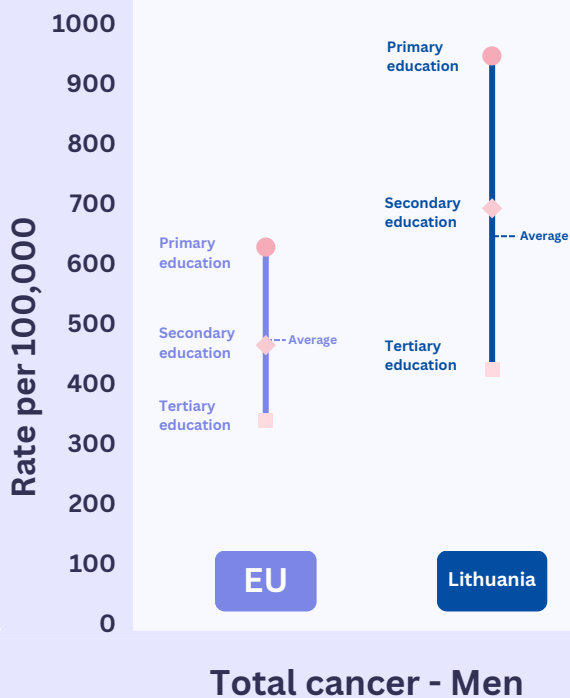 1000
900
800
700
600
500
400
300
200
100
0
Rate per 100,000
Primary
education
Secondary
education
Average
Tertiary
education
EU
Primary
education
Secondary
education
Average
Tertiary
education
Lithuania
Total cancer - Men